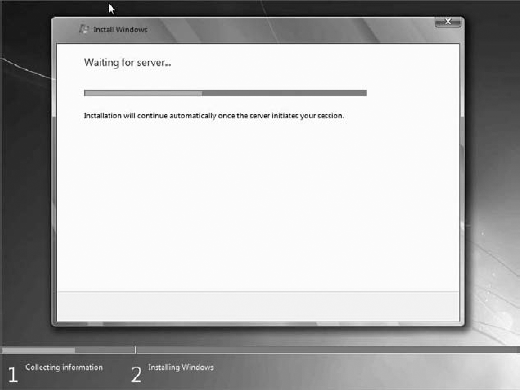 Install Windows
Waiting for server...
Installation will continue automatically once the server initiates your session.
1 Collecting information 2 Installing Windows